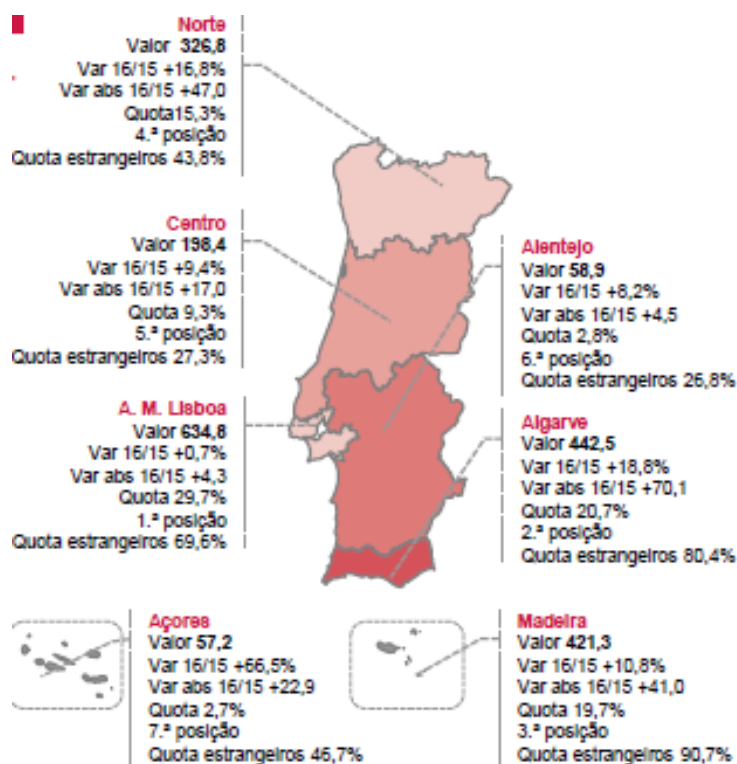 Norte
Valor 326,8
Var 16/15 +16,8%
Var abs 16/15 +47,0
Quota15,3%
4.ª posição
Quota estrangeiros 43,8%
Centro
Valor 198,4
Var 16/15 +9,4%
Var abs 16/15 +17,0
Quota 9,3%
5.ª posição
Quota estrangeiros 27,3%
A. M. Lisboa
Valor 634,8
Var 16/15 +0,7%
Var abs 16/15 +4,3
Quota 29,7%
1.ª posição
Quota estrangeiros 69,6%
Alentejo
Valor 58,9
Var 16/15 +8,2%
Var abs 16/15 +4,5
Quota 2,8%
6.ª posição
Quota estrangeiros 26,8%
Algarve
Valor 442,5
Var 16/15 +18,8%
Var abs 16/15 +70,1
Quota 20,7%
2.ª posição
Quota estrangeiros 80,4%
Açores
Valor 57,2
Var 16/15 +66,5%
Var abs 16/15 +22,9
Quota 2,7%
7.ª posição
Quota estrangeiros 46,7%
Madeira
Valor 421,3
Var 16/15 +10,8%
Var abs 16/15 +41,0
Quota 19,7%
3.ª posição
Quota estrangeiros 90,7%